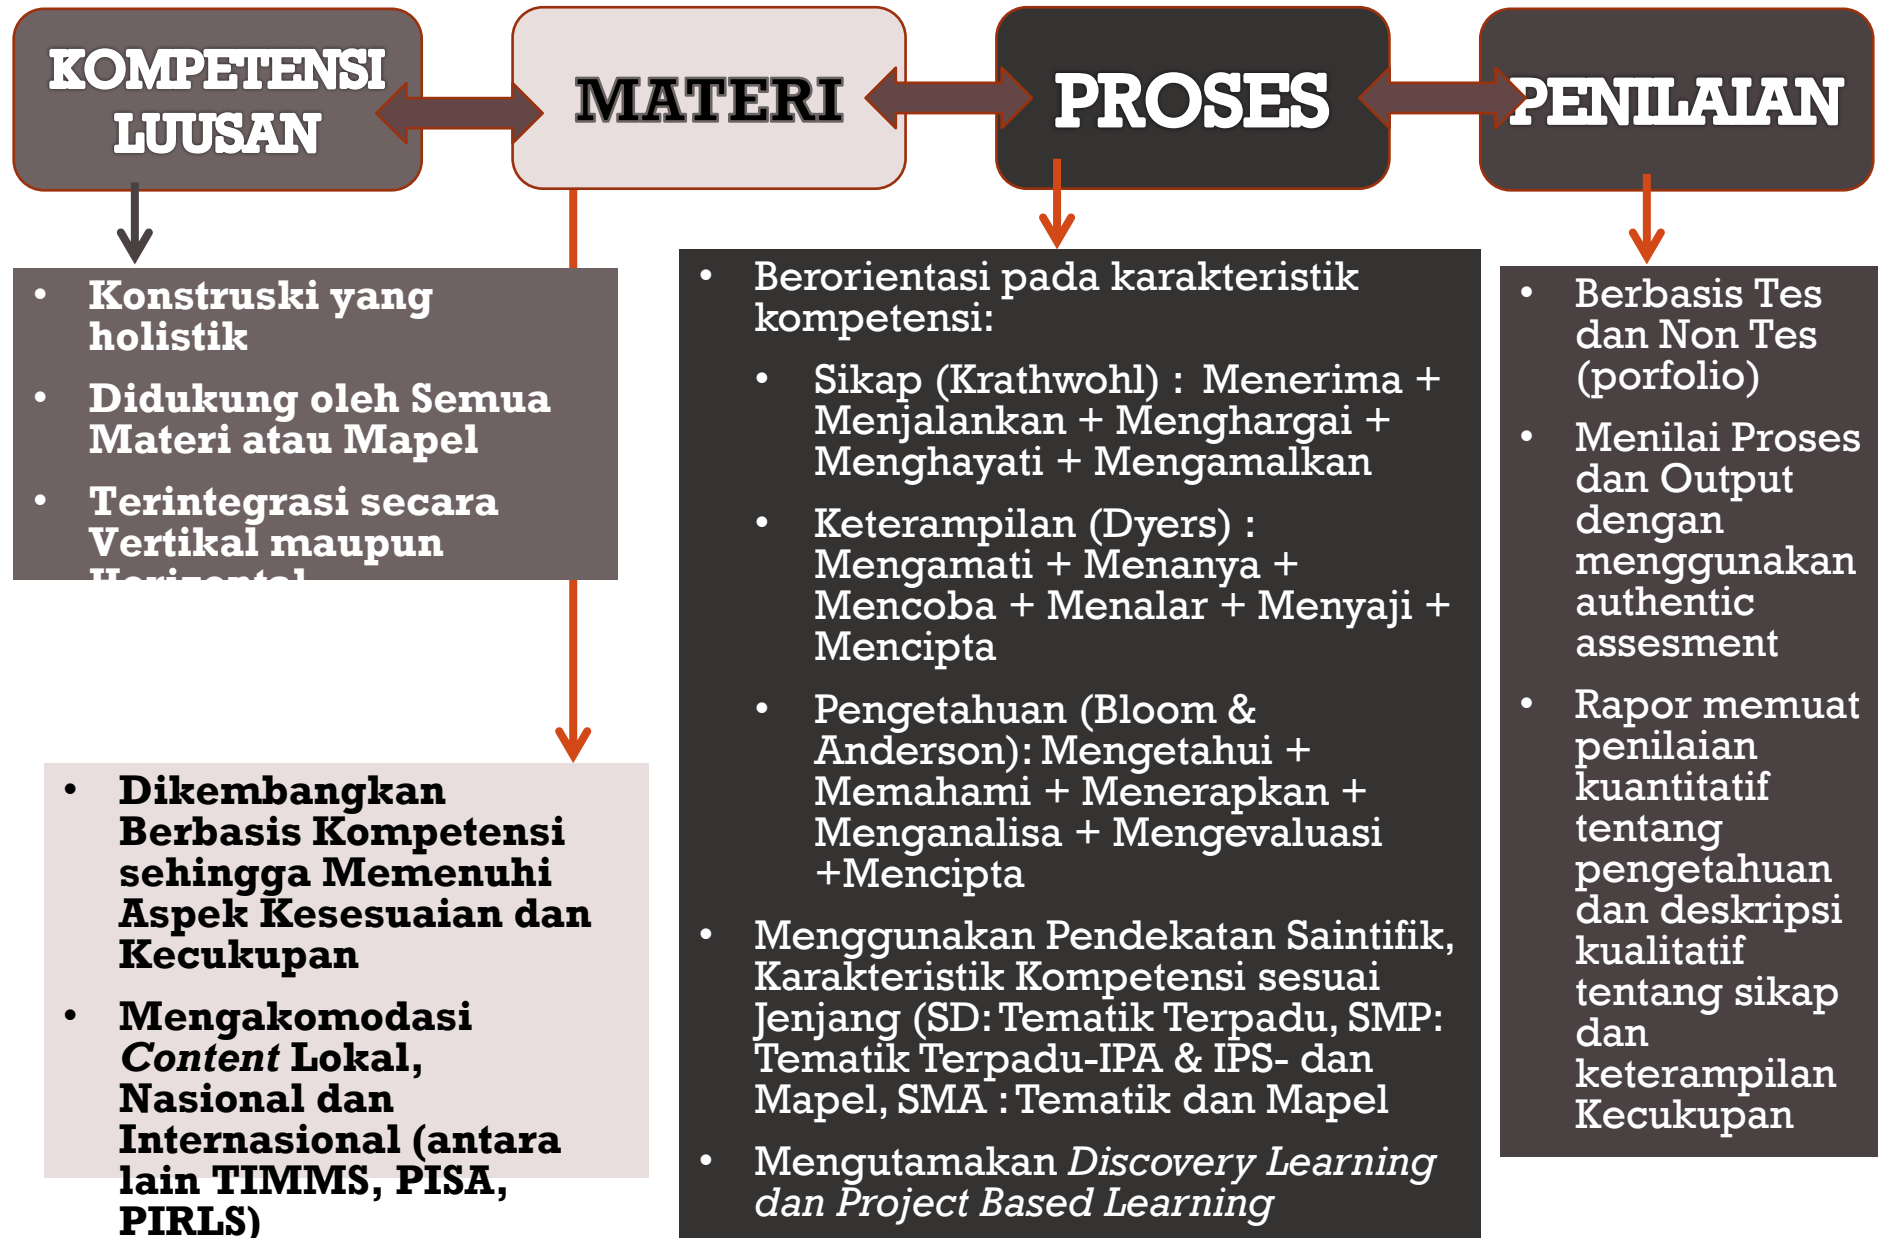 KOMPETENSI
LUUSAN
MATERI
PROSES
PENILAIAN
• Konstruski yang
holistik
• Didukung oleh Semua
Materi atau Mapel
• Terintegrasi secara
Vertikal maupun
Horizontal
• Dikembangkan
Berbasis Kompetensi
sehingga Memenuhi
Aspek Kesesuaian dan
Kecukupan
• Mengakomodasi
Content Lokal,
Nasional dan
Internasional (antara
lain TIMMS, PISA,
PIRLS)
• Berorientasi pada karakteristik
kompetensi:
• Sikap (Krathwohl) : Menerima +
Menjalankan + Menghargai +
Menghayati + Mengamalkan
• Keterampilan (Dyers) :
Mengamati + Menanya +
Mencoba + Menalar + Menyaji +
Mencipta
• Pengetahuan (Bloom &
Anderson): Mengetahui +
Memahami + Menerapkan +
Menganalisa + Mengevaluasi
+Mencipta
• Menggunakan Pendekatan Saintifik,
Karakteristik Kompetensi sesuai
Jenjang (SD: Tematik Terpadu, SMP:
Tematik Terpadu-IPA & IPS- dan
Mapel, SMA : Tematik dan Mapel
• Mengutamakan Discovery Learning
dan Project Based Learning
• Berbasis Tes
dan Non Tes
(porfolio)
• Menilai Proses
dan Output
dengan
menggunakan
authentic
assesment
• Rapor memuat
penilaian
kuantitatif
tentang
pengetahuan
dan deskripsi
kualitatif
tentang sikap
dan
keterampilan
Kecukupan